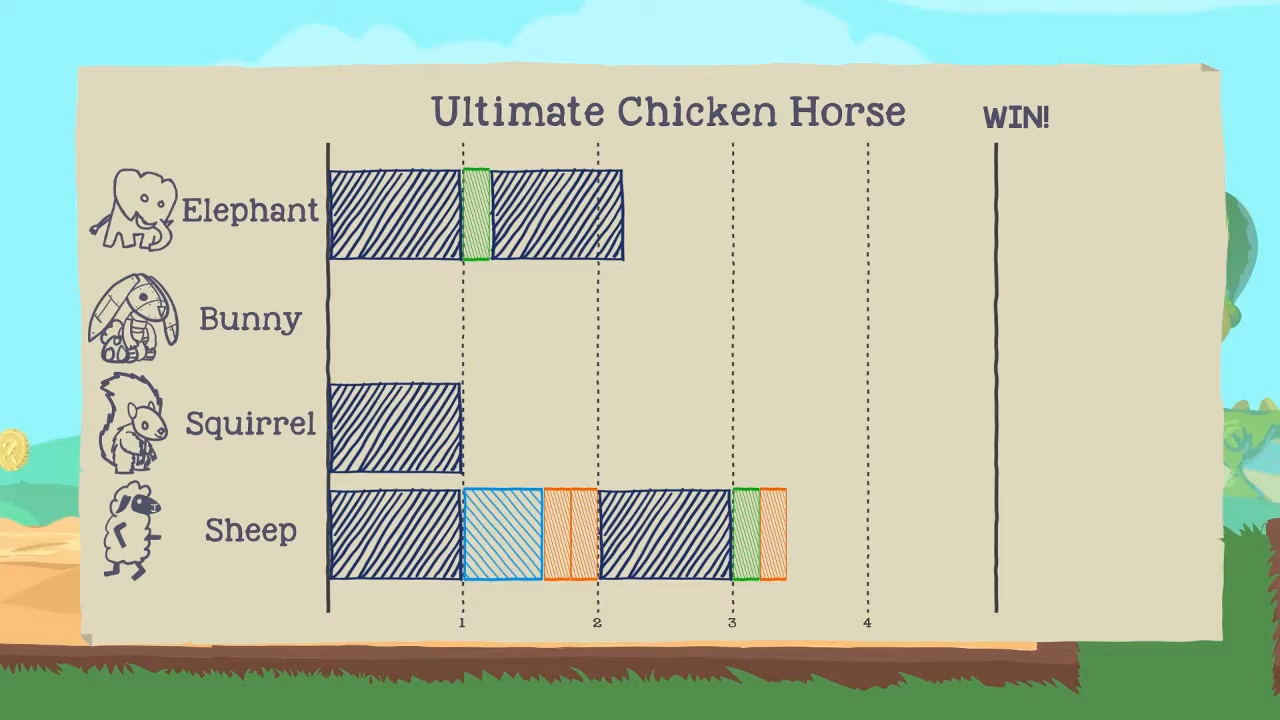 Ultimate Chicken Horse
WIN!
Elephant
Bunny
Squirrel
Sheep
1 2 3 4